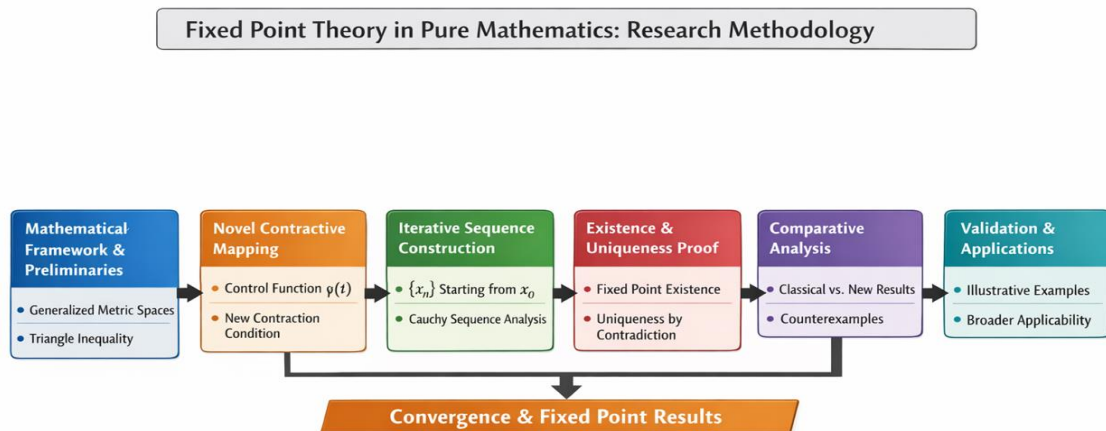 Fixed Point Theory in Pure Mathematics: Research Methodology
Mathematical
Framework &
Preliminaries
• Generalized Metric Spaces
• Triangle Inequality
Novel Contractive
Mapping
• Control Function φ(t)
• New Contraction
Condition
Iterative Sequence
Construction
• {xₙ} Starting from x₀
• Cauchy Sequence Analysis
Existence &
Uniqueness Proof
• Fixed Point Existence
• Uniqueness by
Contradiction
Comparative
Analysis
• Classical vs. New Results
• Counterexamples
Validation &
Applications
• Illustrative Examples
• Broader Applicability
Convergence & Fixed Point Results